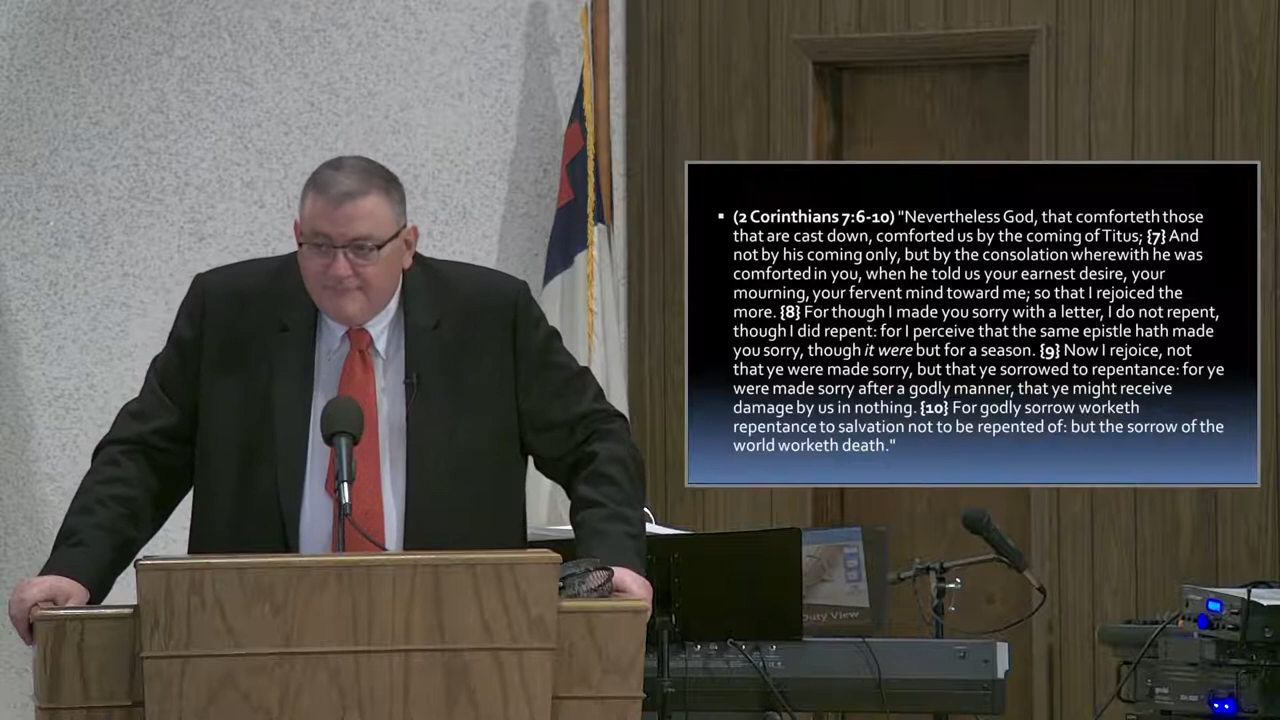 ▪ (2 Corinthians 7:6-10) "Nevertheless God, that comforteth those
that are cast down, comforted us by the coming of Titus; {7} And
not by his coming only, but by the consolation wherewith he was
comforted in you, when he told us your earnest desire, your
mourning, your fervent mind toward me; so that I rejoiced the
more. {8} For though I made you sorry with a letter, I do not repent,
though I did repent: for I perceive that the same epistle hath made
you sorry, though it were but for a season. {9} Now I rejoice, not
that ye were made sorry, but that ye sorrowed to repentance: for ye
were made sorry after a godly manner, that ye might receive
damage by us in nothing. {10} For godly sorrow worketh
repentance to salvation not to be repented of: but the sorrow of the
world worketh death."
View